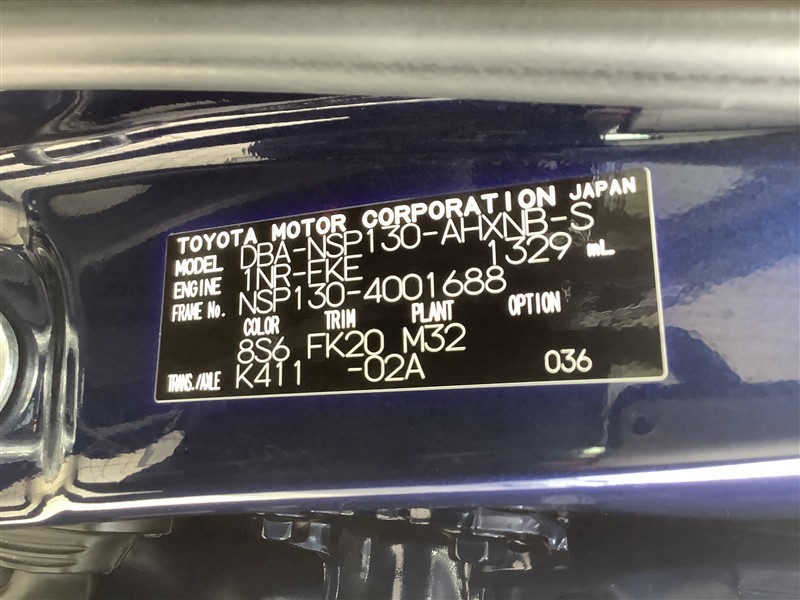 TOYOTA MOTOR CORPORATION JAPAN
MODEL DBA-NSP130-AHXNB-S
ENGINE 1NR-FKE 1329 mL
FRAME No. NSP130-4001688
COLOR TRIM PLANT OPTION
8S6 FK20 M32
TRANS./AXLE K411 -02A 036